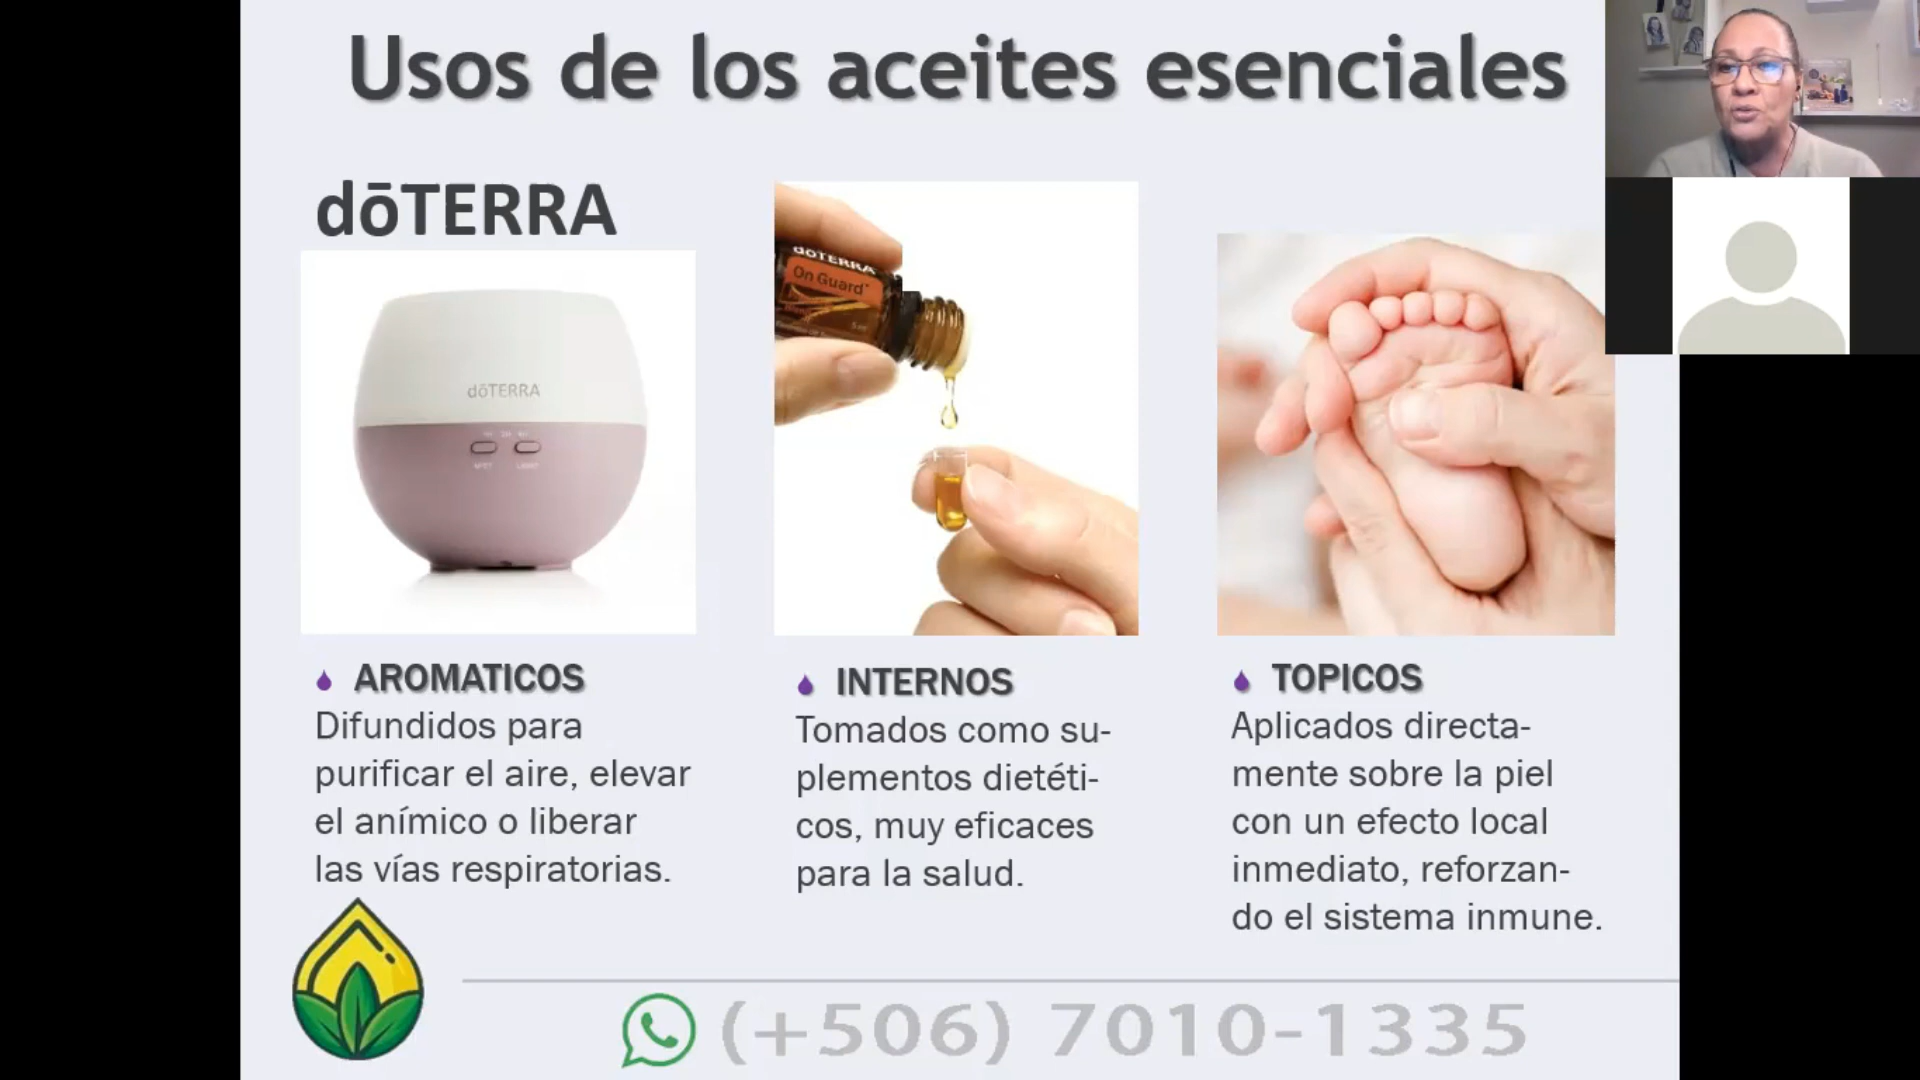 Usos de los aceites esenciales
dōTERRA
dōTERRA
dōTERRA
On Guard
AROMATICOS
Difundidos para
purificar el aire, elevar
el anímico o liberar
las vías respiratorias.
INTERNOS
Tomados como su-
plementos dietéti-
cos, muy eficaces
para la salud.
TOPICOS
Aplicados directa-
mente sobre la piel
con un efecto local
inmediato, reforzan-
do el sistema inmune.
(+506) 7010-1335